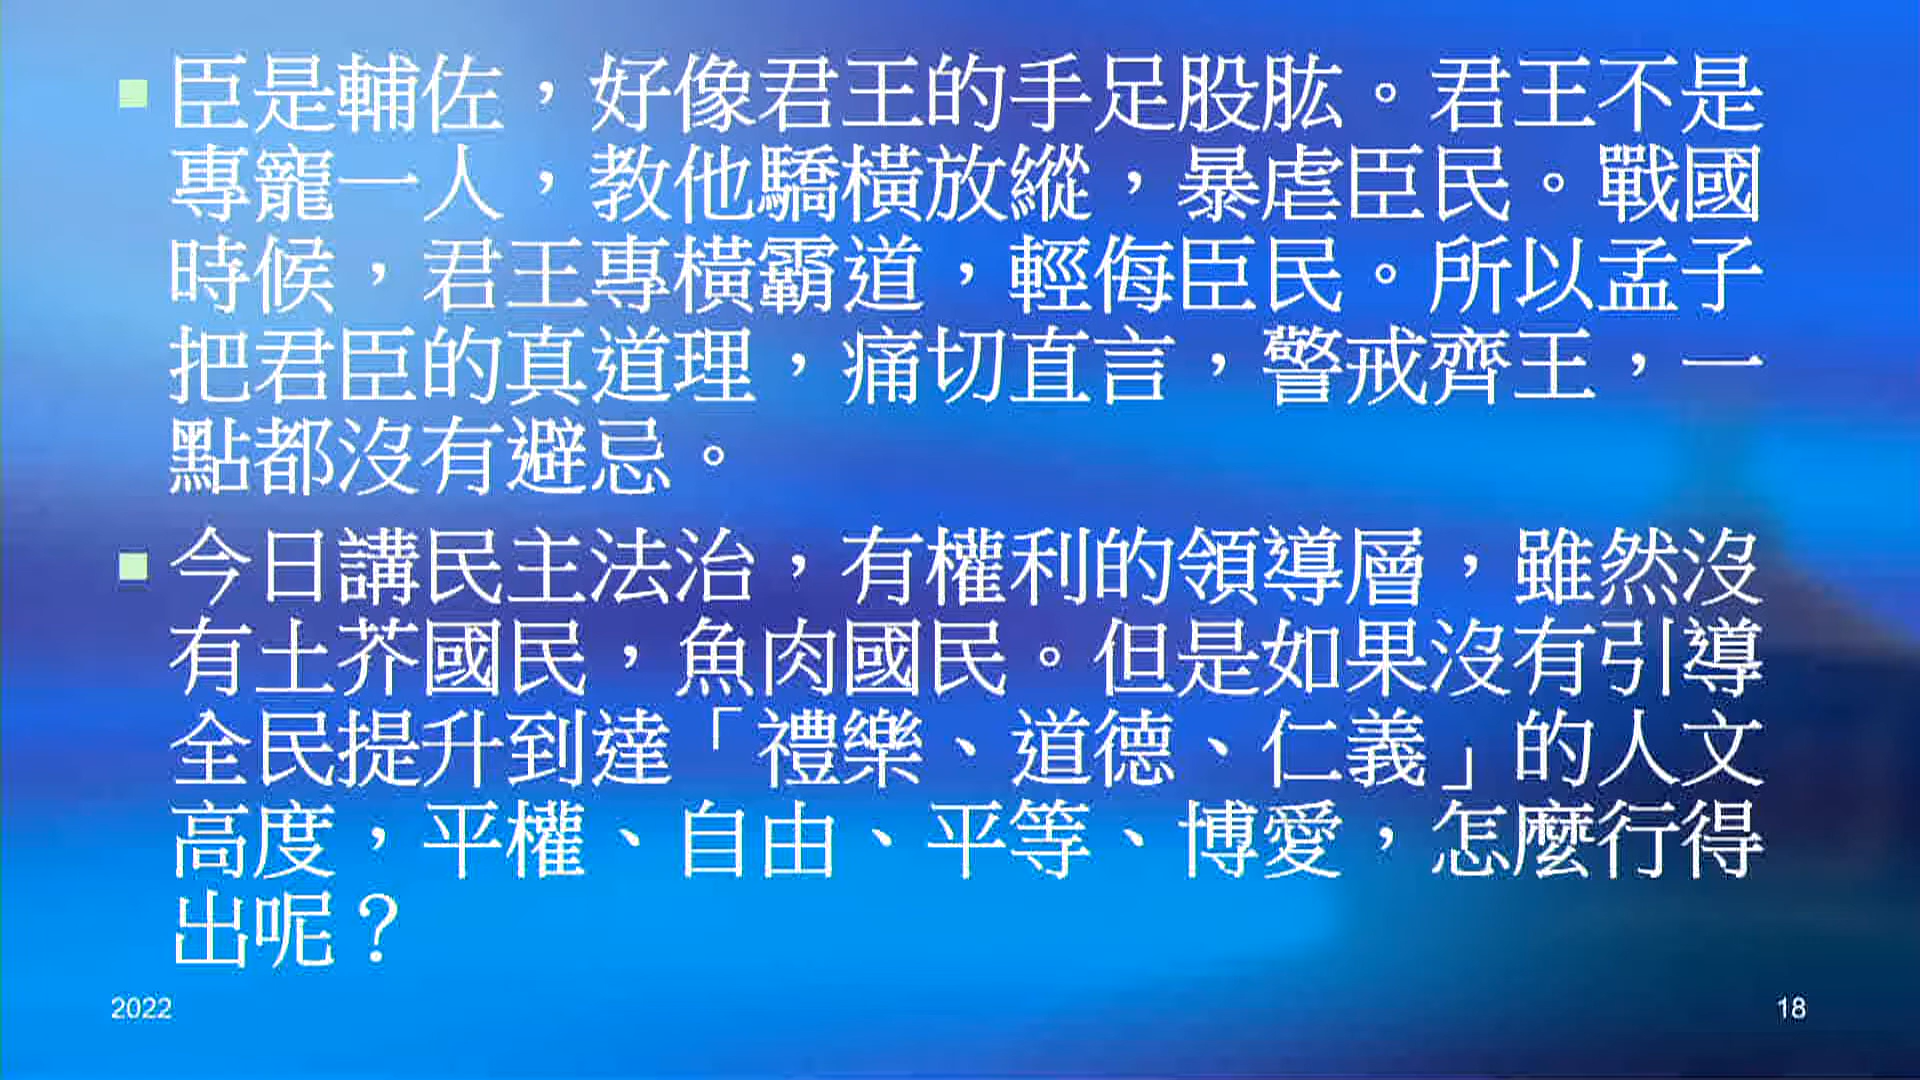 臣是輔佐，好像君王的手足股肱。君王不是
專寵一人，教他驕橫放縱，暴虐臣民。戰國
時候，君王專橫霸道，輕侮臣民。所以孟子
把君臣的真道理，痛切直言，警戒齊王，一
點都沒有避忌。
今日講民主法治，有權利的領導層，雖然沒
有土芥國民，魚肉國民。但是如果沒有引導
全民提升到達「禮樂、道德、仁義」的人文
高度，平權、自由、平等、博愛，怎麼行得
出呢？
2022
18